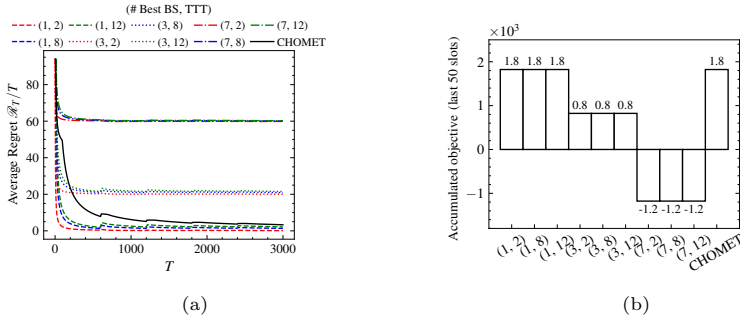 (# Best BS, TTT)
(1, 2) (1, 12) (3, 8) (7, 2) (7, 12)
(1, 8) (3, 2) (3, 12) (7, 8) CHOMET
Average Regret ℛ_T/T
80
60
40
20
0
0 1000 2000 3000
T
(a)
×10³
Accumulated objective (last 50 slots)
2
1
0
−1
1.8 1.8 1.8 0.8 0.8 0.8 -1.2 -1.2 -1.2 1.8
(1, 2) (1, 8) (1, 12) (3, 2) (3, 8) (3, 12) (7, 2) (7, 8) (7, 12) CHOMET
(b)